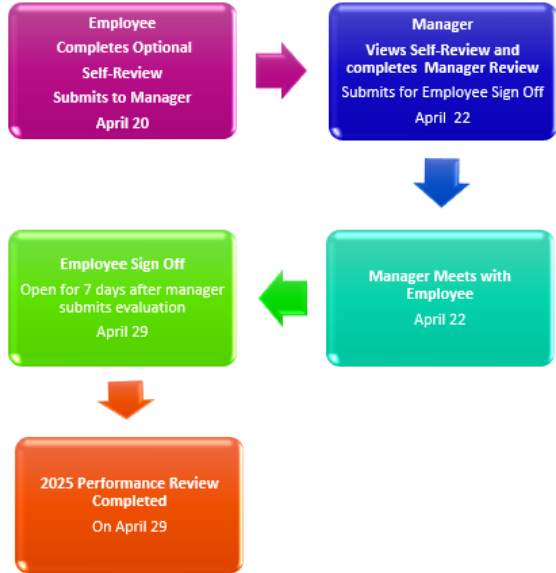 Employee
Completes Optional
Self-Review
Submits to Manager
April 20
Manager
Views Self-Review and
completes Manager Review
Submits for Employee Sign Off
April 22
Manager Meets with
Employee
April 22
Employee Sign Off
Open for 7 days after manager
submits evaluation
April 29
2025 Performance Review
Completed
On April 29